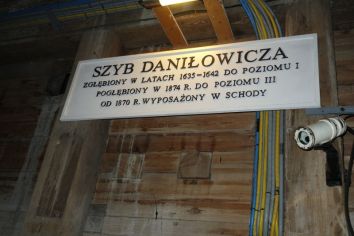 SZYB DANIŁOWICZA
ZGŁĘBIONY W LATACH 1635-1642 DO POZIOMU I
POGŁĘBIONY W 1874 R. DO POZIOMU III
OD 1870 R. WYPOSAŻONY W SCHODY